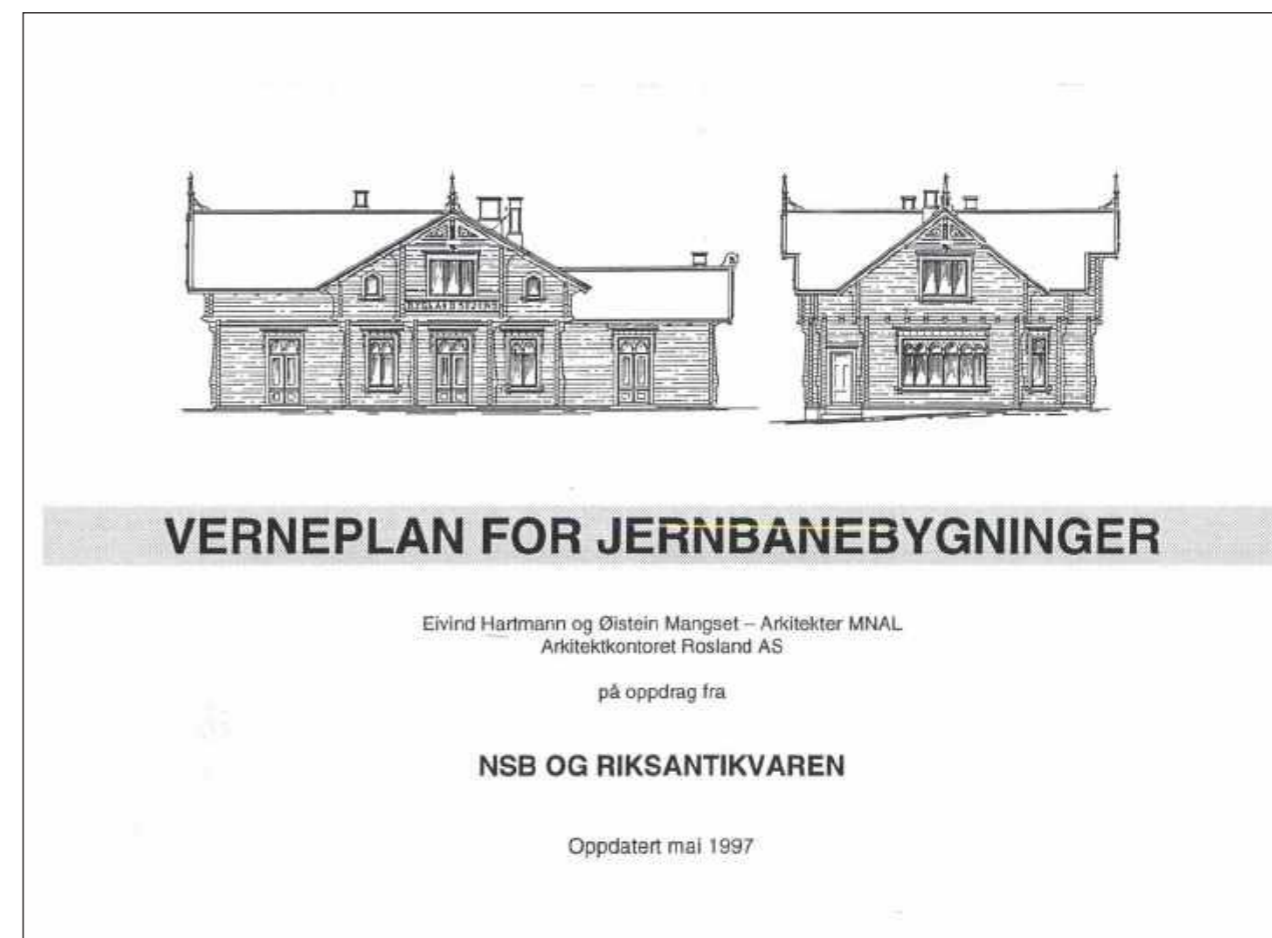 VERNEPLAN FOR JERNBANEBYGNINGER
Eivind Hartmann og Øistein Mangset – Arkitekter MNAL
Arkitektkontoret Rosland AS
på oppdrag fra
NSB OG RIKSANTIKVAREN
Oppdatert mai 1997